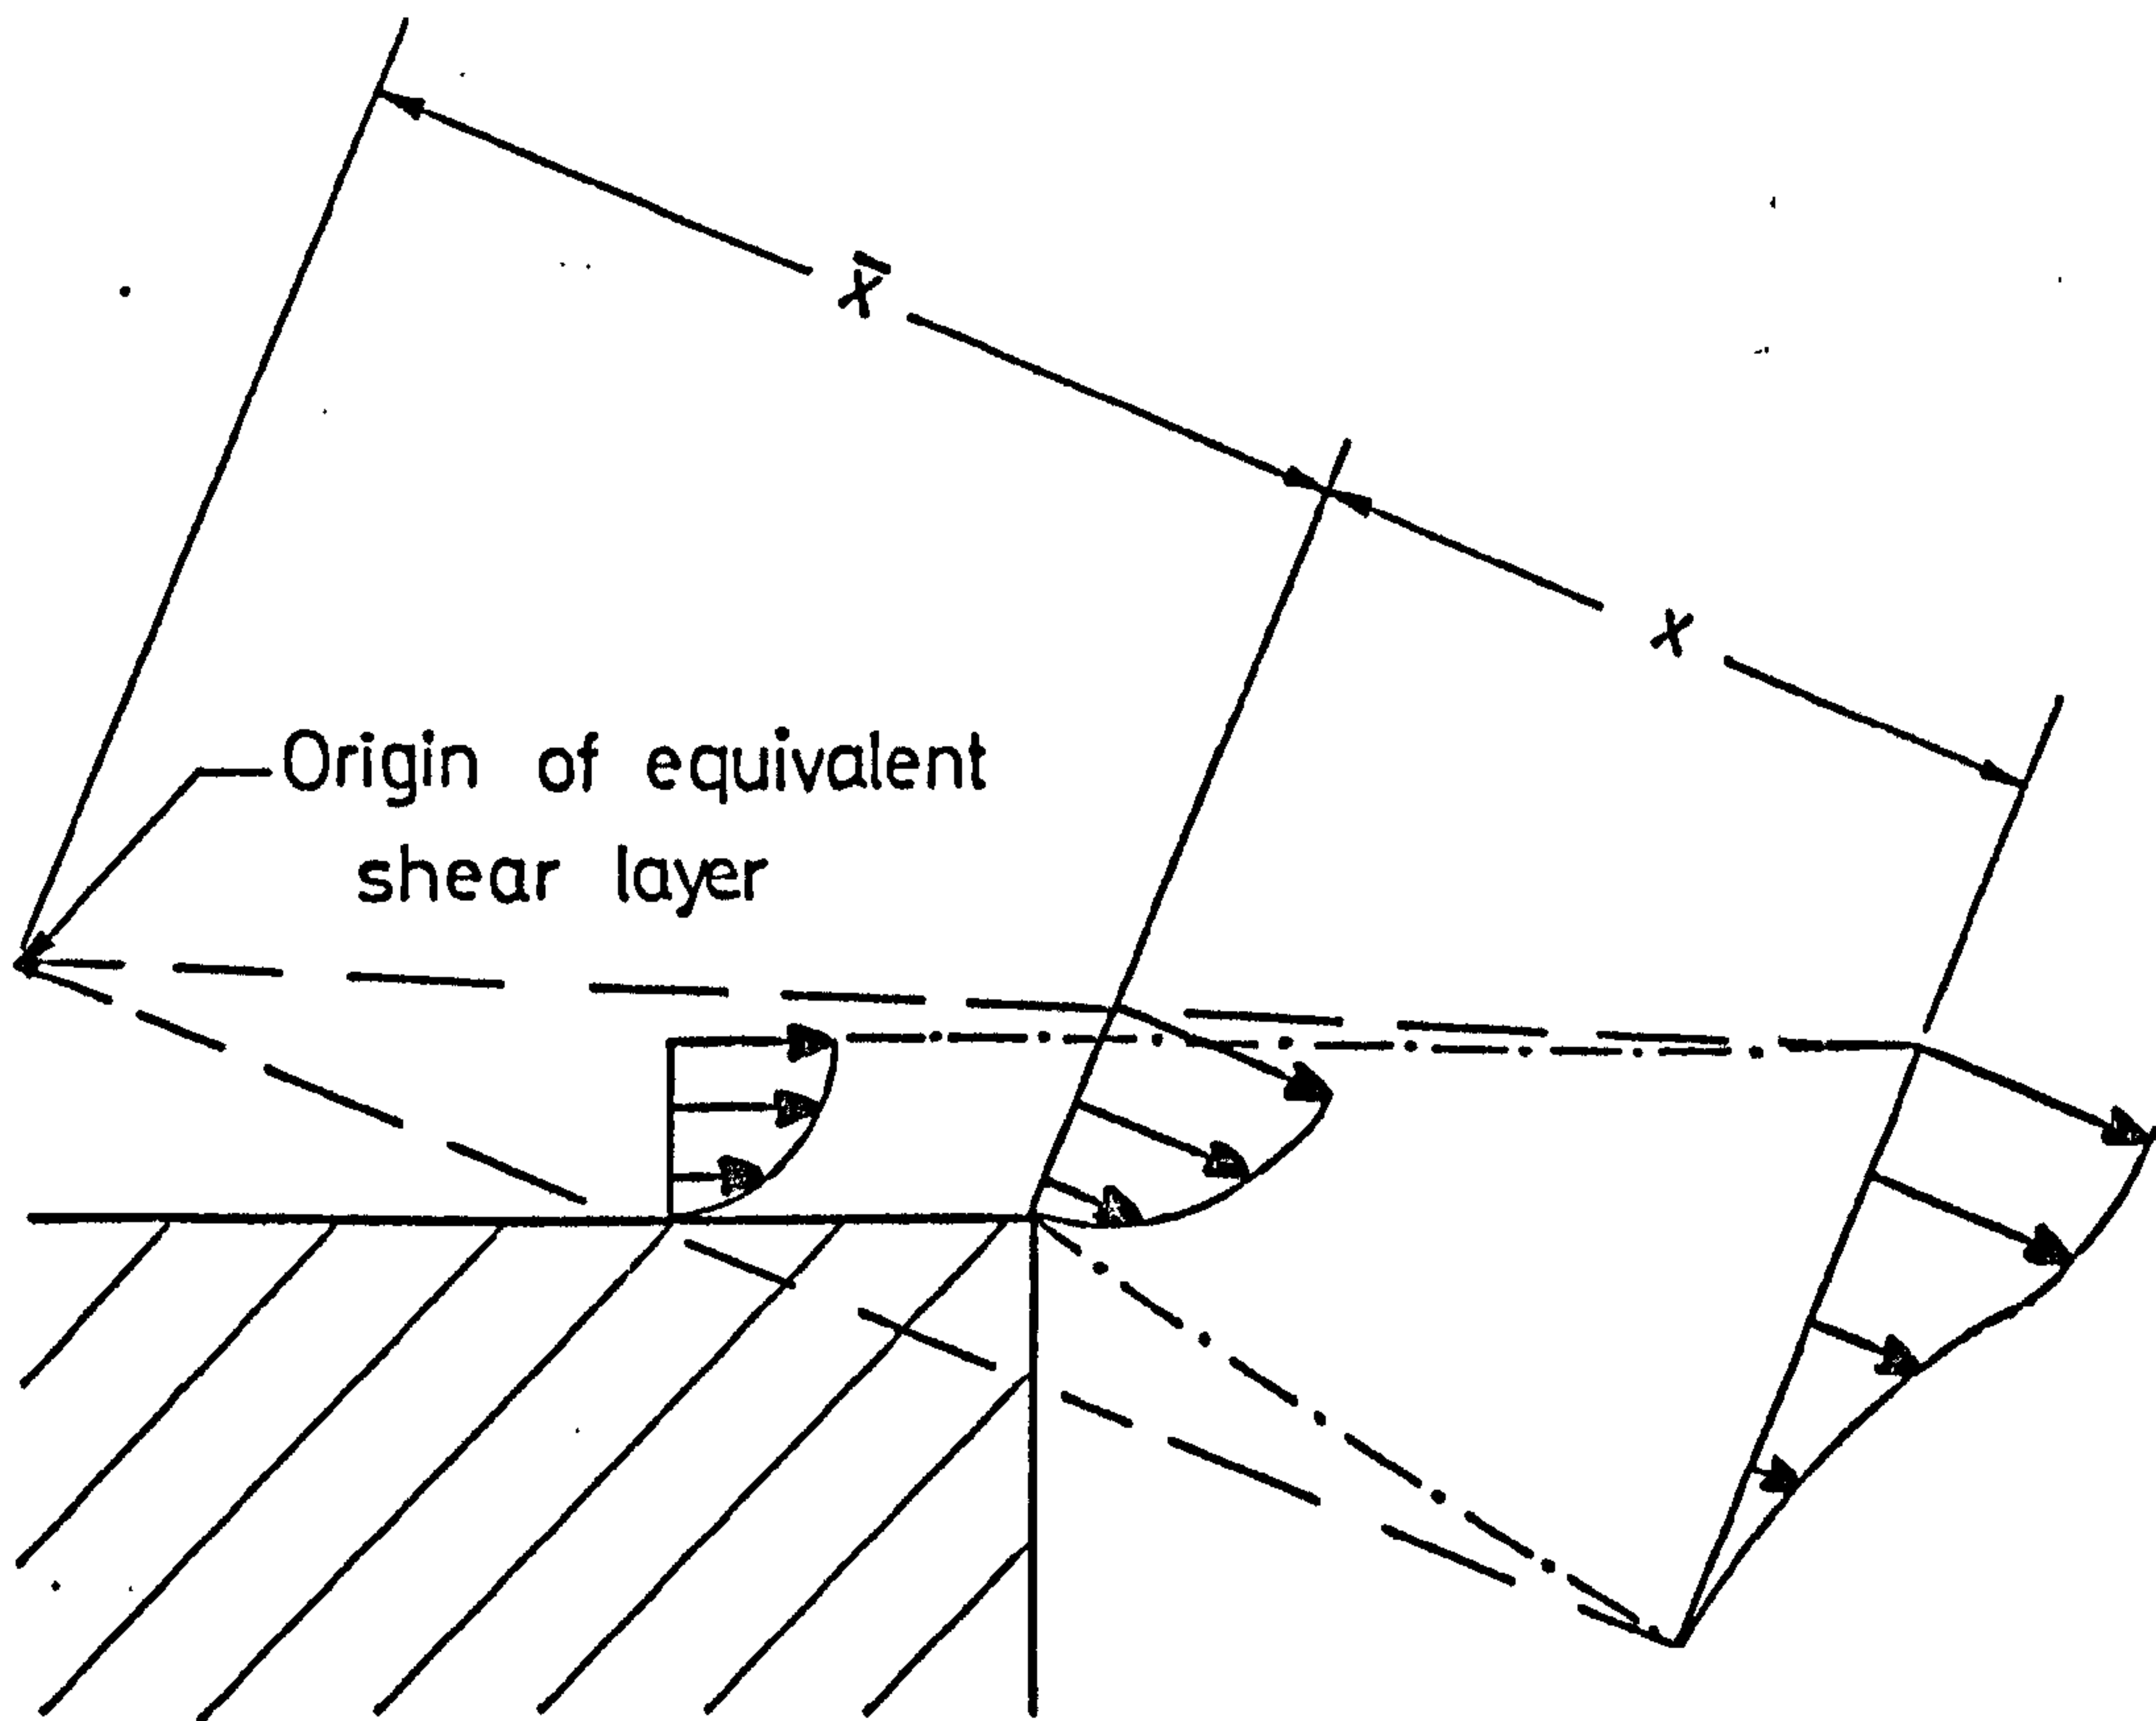 x̄
x
Origin of equivalent
shear layer